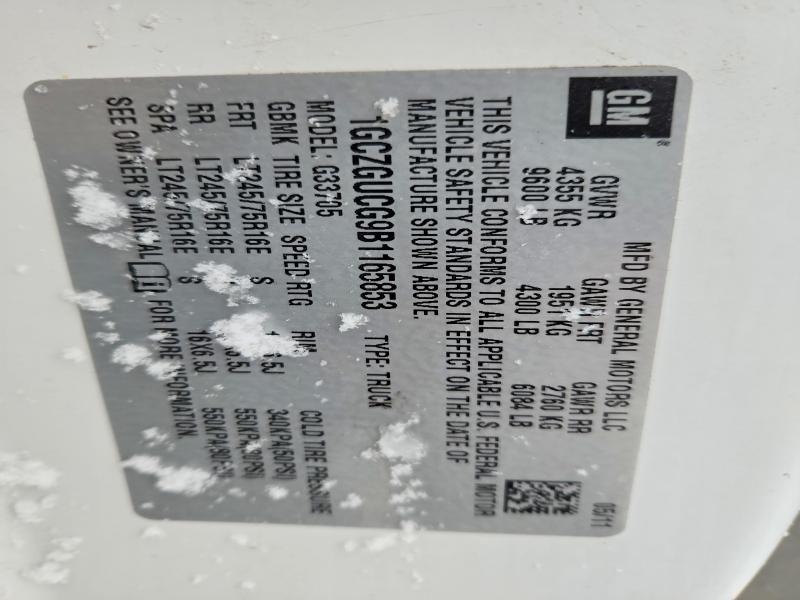 GM
MFD BY GENERAL MOTORS LLC 05/11
GVWR GAWR FRT GAWR RR
4355 KG 1951 KG 2760 KG
9600 LB 4300 LB 6084 LB
THIS VEHICLE CONFORMS TO ALL APPLICABLE U.S. FEDERAL MOTOR
VEHICLE SAFETY STANDARDS IN EFFECT ON THE DATE OF
MANUFACTURE SHOWN ABOVE.
1GCZGUCG9B1165853 TYPE: TRUCK
MODEL: G33705
GBMK TIRE SIZE SPEED RTG RIM COLD TIRE PRESSURE
FRT LT245/75R16E S 340KPA(50PSI)
RR LT245/75R16E S 550KPA(80PSI)
SPA LT245/75R16E S 16X6.5J
SEE OWNER'S MANUAL FOR MORE INFORMATION.